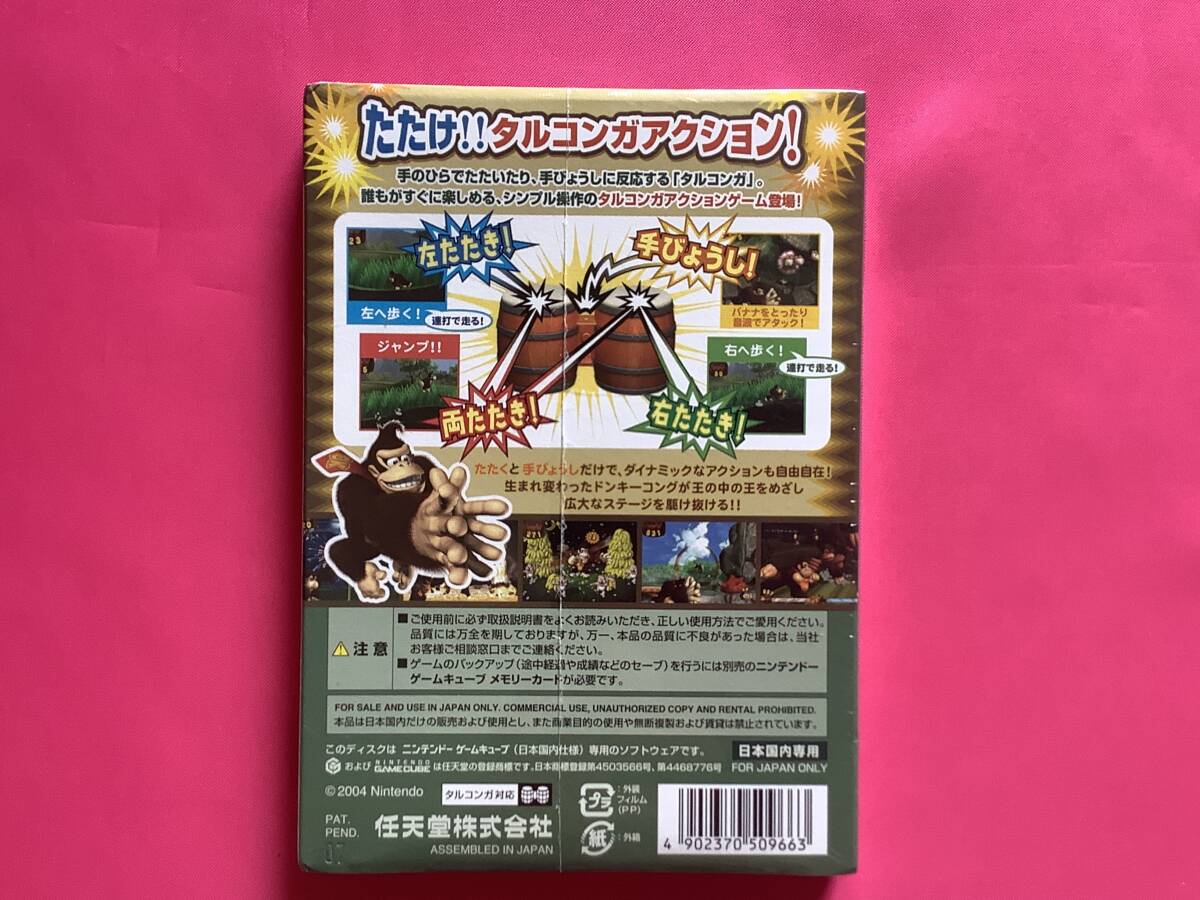 たたけ!!タルコンガアクション!
手のひらでたたいたり、手びょうしに反応する「タルコンガ」。
誰もがすぐに楽しめる、シンプル操作のタルコンガアクションゲーム登場!
23
左たたき!
手びょうし!
左へ歩く!
連打で走る!
バナナをとったり
音波でアタック!
ジャンプ!!
右へ歩く!
連打で走る!
両たたき!
右たたき!
たたくと手びょうしだけで、ダイナミックなアクションも自由自在!
生まれ変わったドンキーコングが王の中の王をめざし
広大なステージを駆け抜ける!!
271
821
注意
■ご使用前に必ず取扱説明書をよくお読みいただき、正しい使用方法でご愛用ください。
品質には万全を期しておりますが、万一、本品の品質に不良があった場合は、当社
お客様ご相談窓口までご連絡ください。
■ゲームのバックアップ(途中経過や成績などのセーブ)を行うには別売のニンテンドー
ゲームキューブ メモリーカードが必要です。
FOR SALE AND USE IN JAPAN ONLY. COMMERCIAL USE, UNAUTHORIZED COPY AND RENTAL PROHIBITED.
本品は日本国内だけの販売および使用とし、また商業目的の使用や無断複製および賃貸は禁止されています。
このディスクは ニンテンドー ゲームキューブ(日本国内仕様)専用のソフトウェアです。
日本国内専用
および NINTENDO GAMECUBE は任天堂の登録商標です。日本商標登録第4503566号、第4468776号
FOR JAPAN ONLY
©2004 Nintendo
タルコンガ対応
プラ
:外装
フィルム
(PP)
PAT.
PEND.
任天堂株式会社
紙
:外箱
4 902370 509663
07
ASSEMBLED IN JAPAN